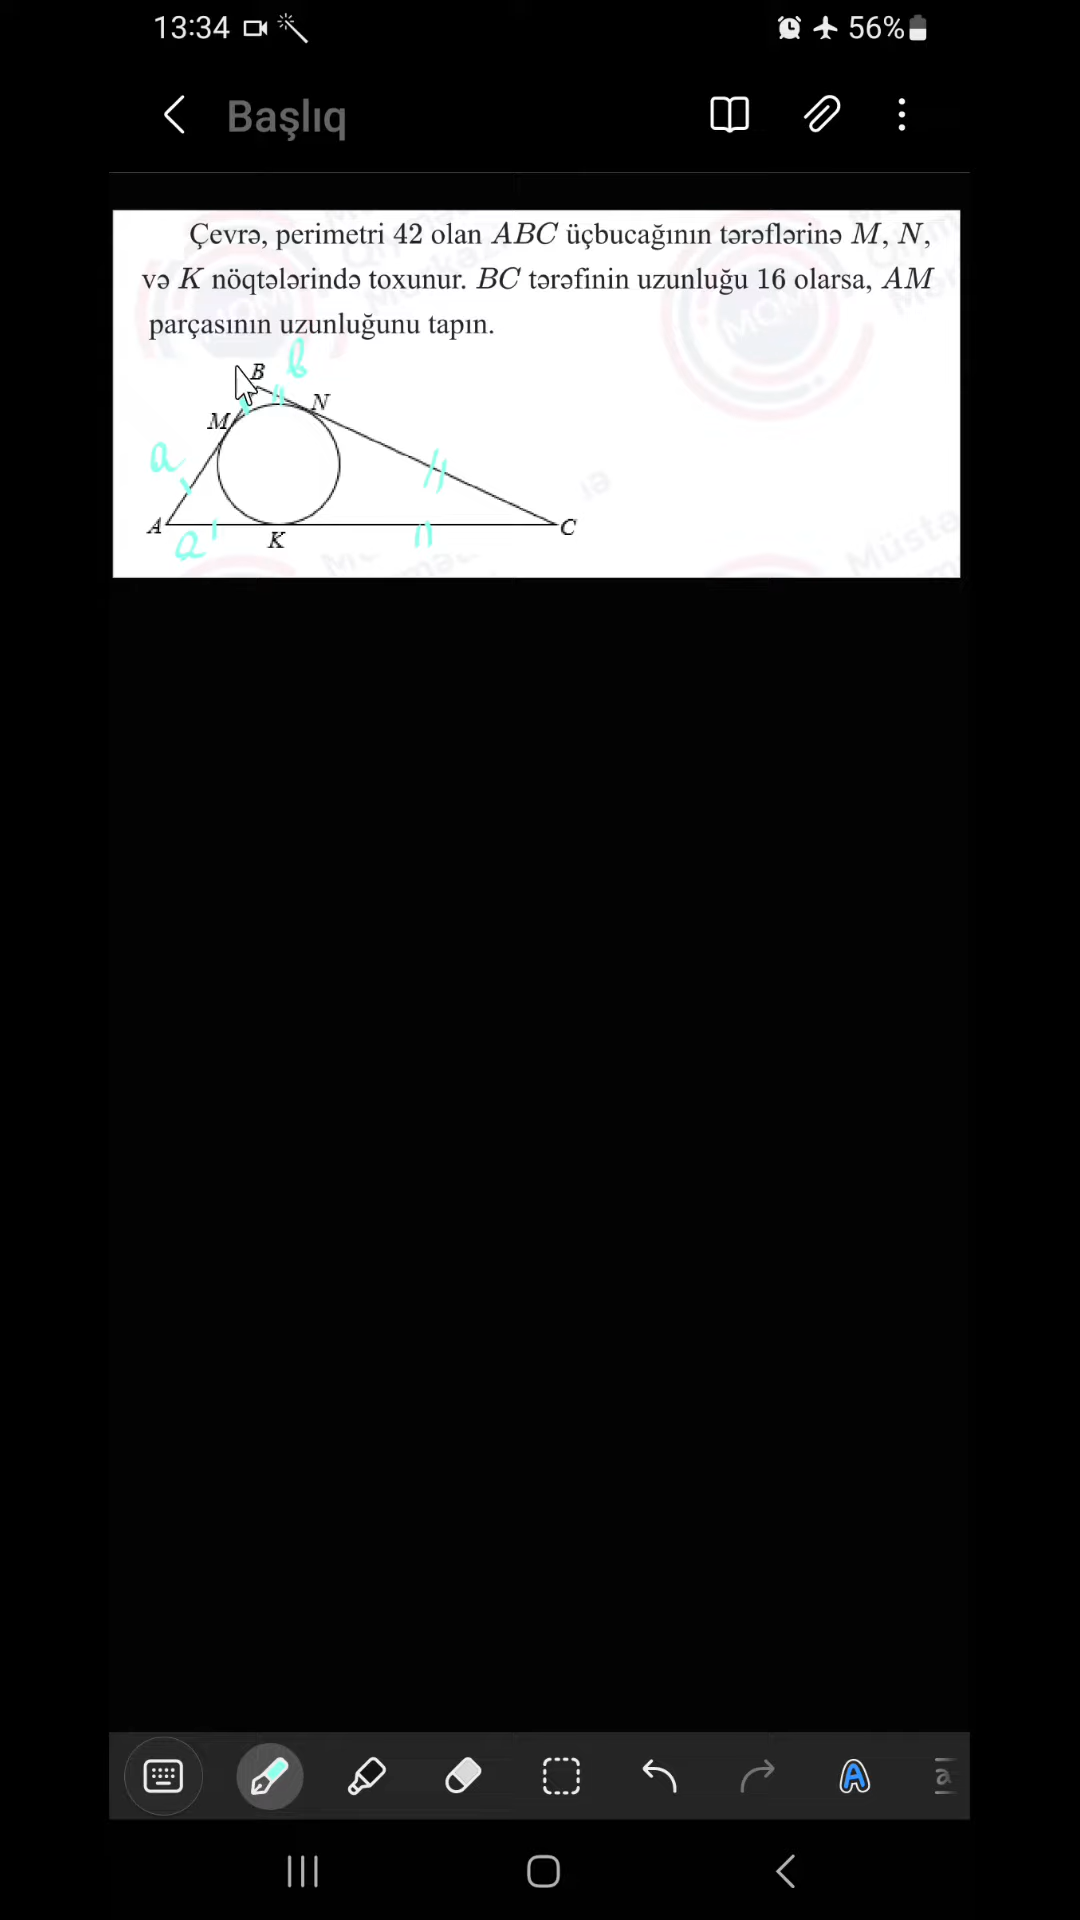 13:34 56%
Başlıq
Çevrə, perimetri 42 olan ABC üçbucağının tərəflərinə M, N,
və K nöqtələrində toxunur. BC tərəfinin uzunluğu 16 olarsa, AM
parçasının uzunluğunu tapın.
B b
N
M
a
A C
a K
Müstə
A a